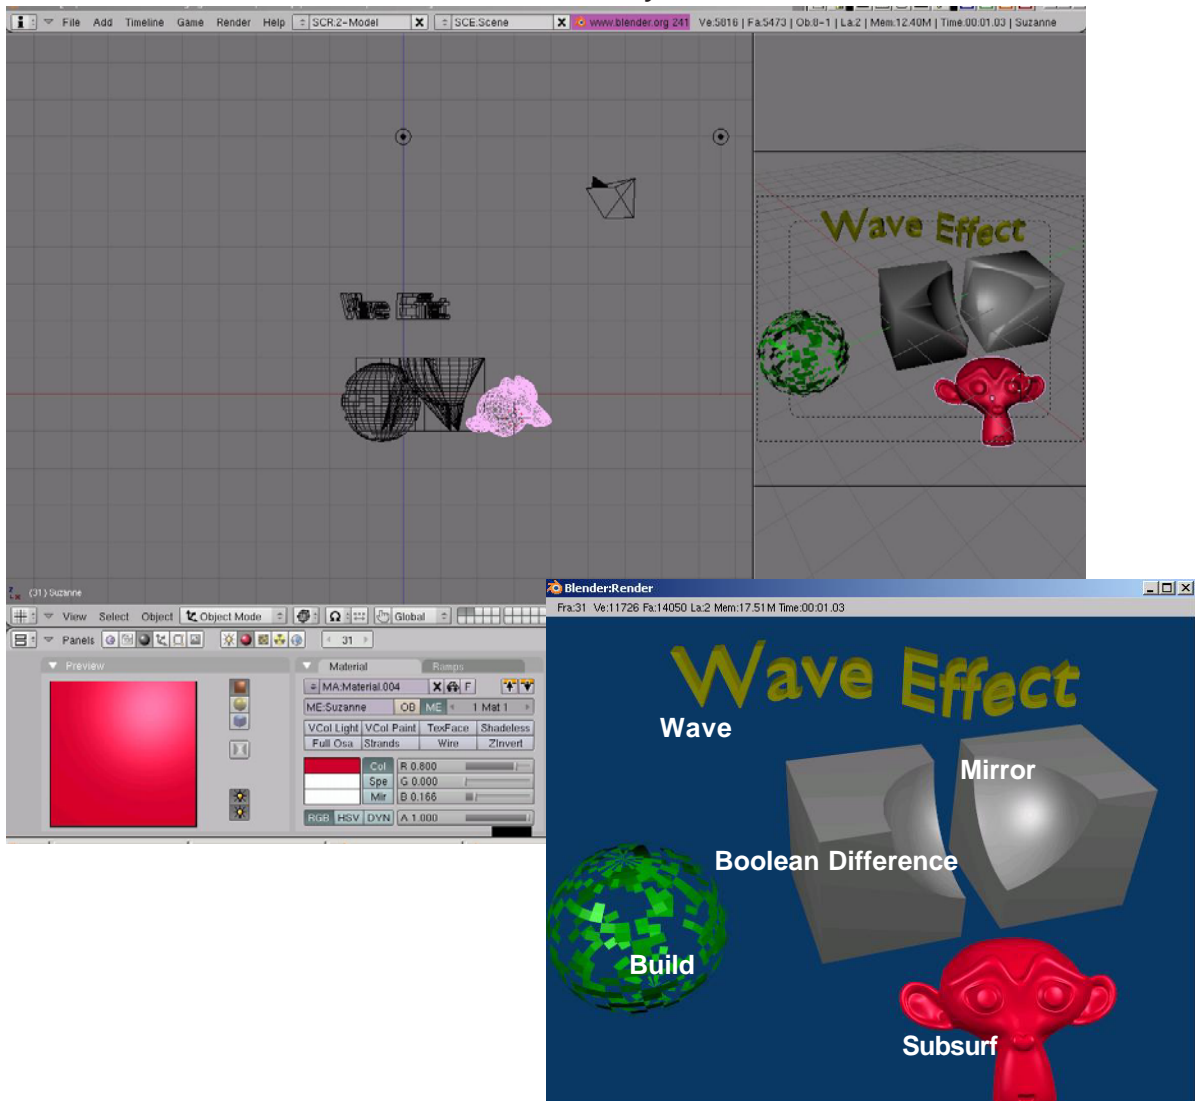 File Add Timeline Game Render Help SCR:2-Model X SCE:Scene X www.blender.org 241 Ve:5816 | Fa:5473 | Ob:8-1 | La:2 | Mem:12.40M | Time:00:01.03 | Suzanne
Wave Effect
(31) Suzanne
View Select Object Object Mode Global
Panels 31
Preview
Material Ramps
MA:Material.004 X F
ME:Suzanne OB ME 1 Mat 1
VCol Light VCol Paint TexFace Shadeless
Full Osa Strands Wire ZInvert
Col R 0.800
Spe G 0.000
Mir B 0.166
RGB HSV DYN A 1.000
Blender:Render
Fra:31 Ve:11726 Fa:14050 La:2 Mem:17.51M Time:00:01.03
Wave Effect
Wave
Mirror
Boolean Difference
Build
Subsurf